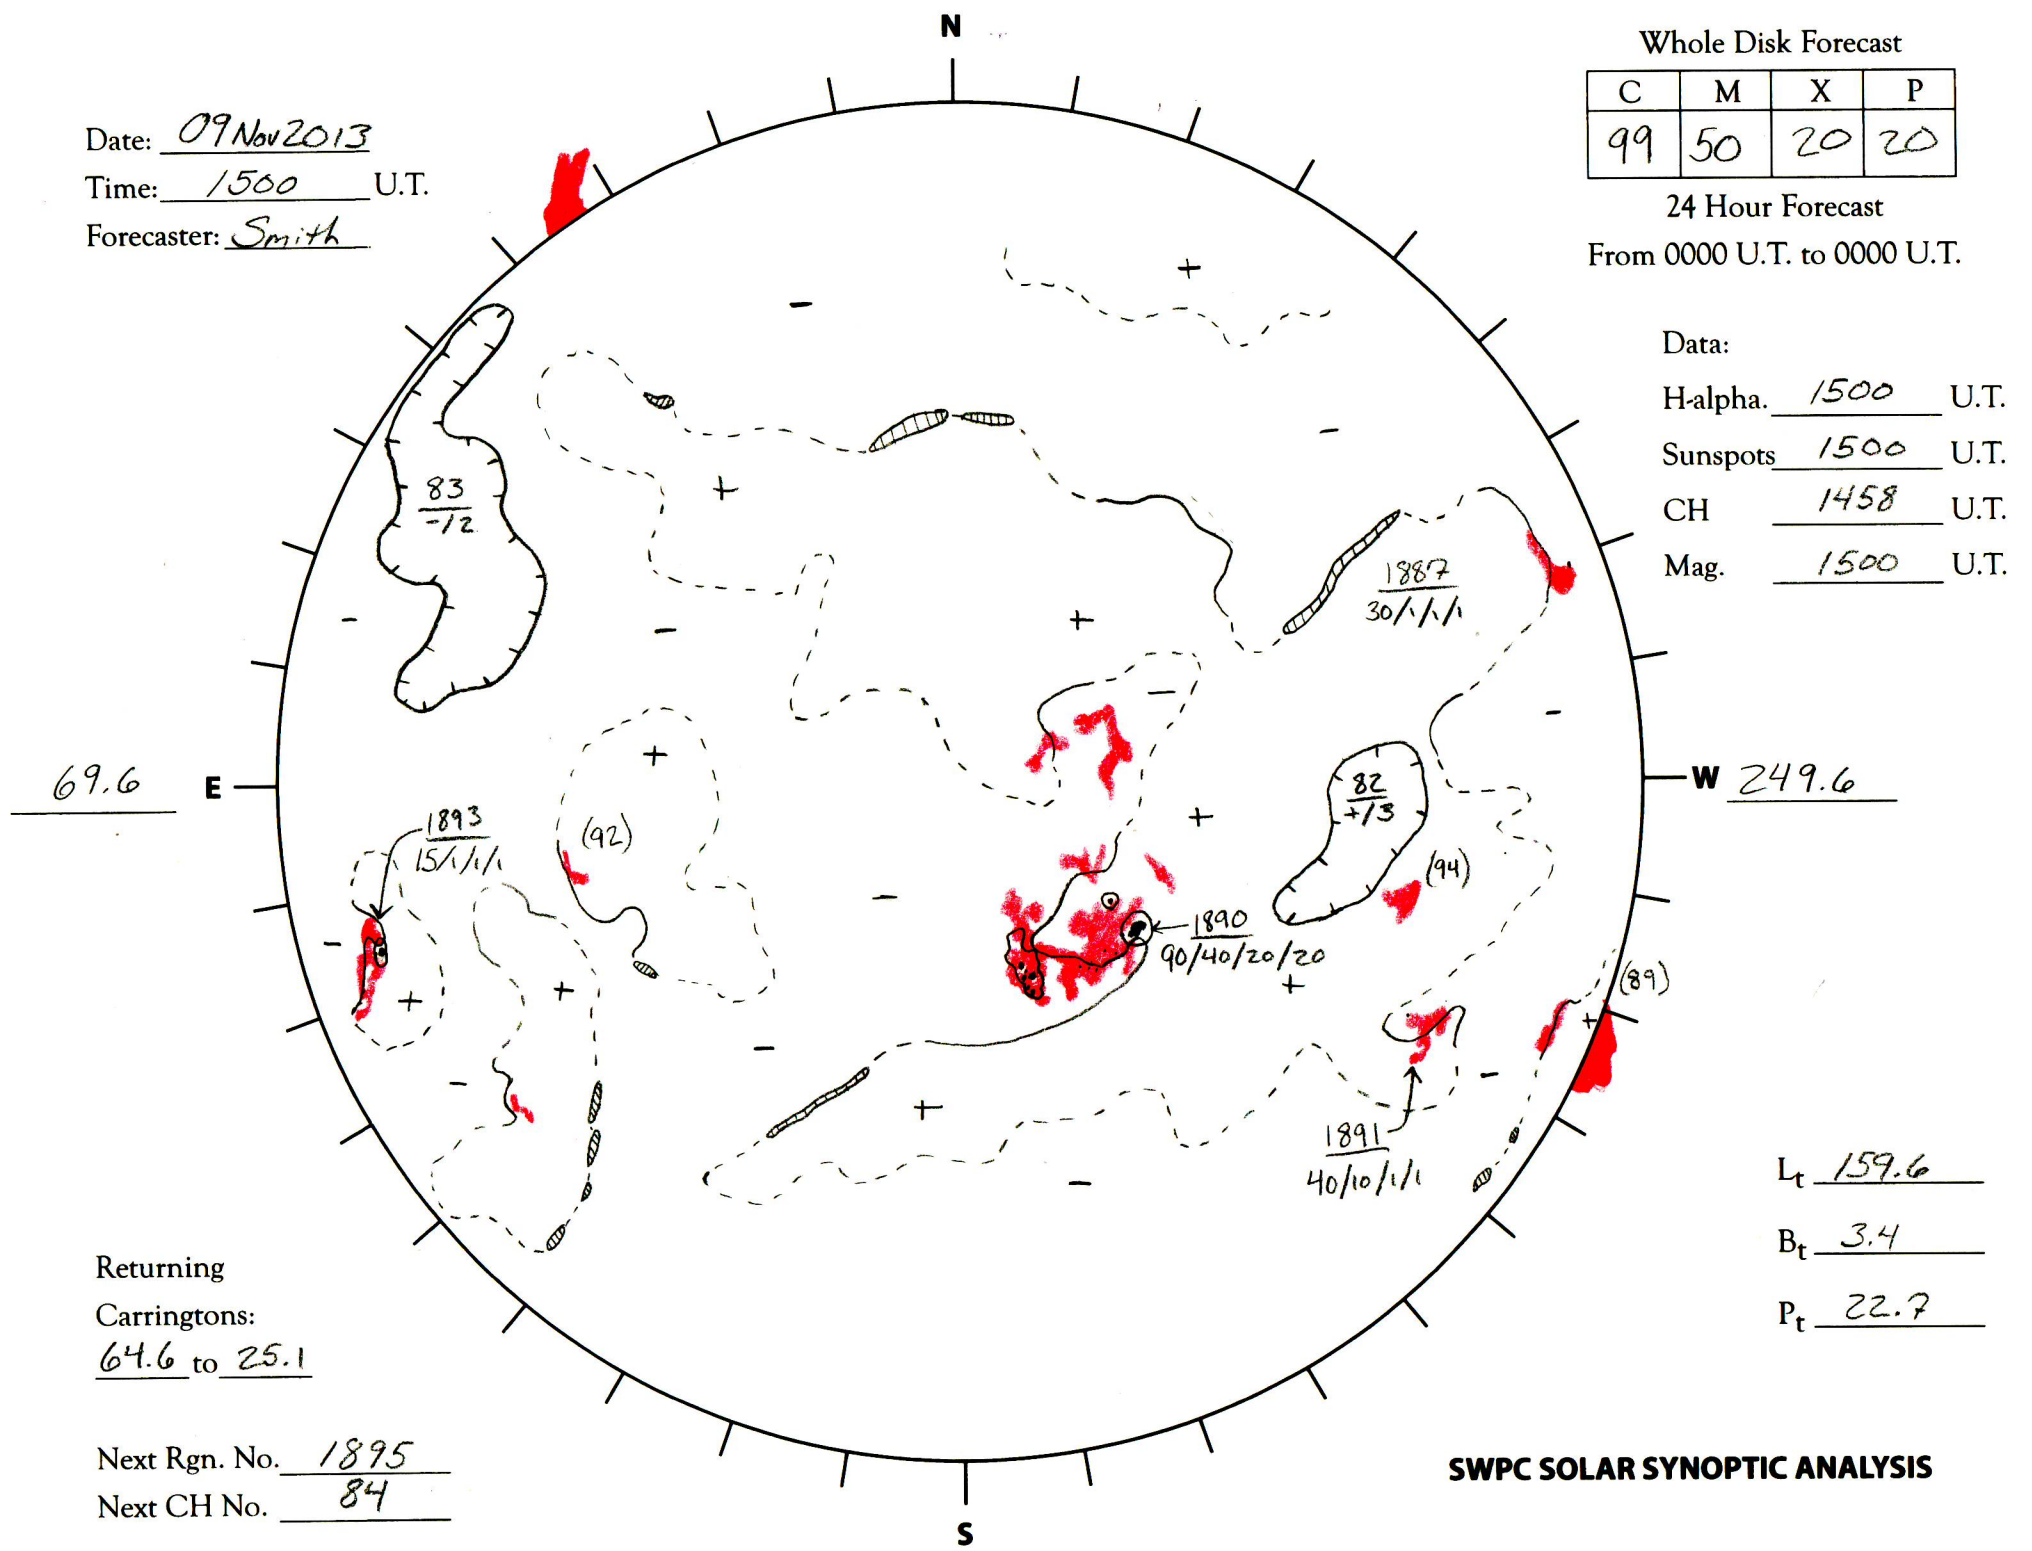 N
Date: 09Nov2013
Time: 1500 U.T.
Forecaster: Smith
Whole Disk Forecast
C M X P
99 50 20 20
24 Hour Forecast
From 0000 U.T. to 0000 U.T.
Data:
H-alpha. 1500 U.T.
Sunspots 1500 U.T.
CH 1458 U.T.
Mag. 1500 U.T.
+
-
-
83
-/2
+
1887
30/1/1/1
-
-
+
-
-
+
69.6 E
W 249.6
82
+/3
+
1893
15/1/1/1
(92)
(94)
-
-
1890
90/40/20/20
+
+
+
(89)
+
-
-
-
+
1891
40/10/1/1
-
Lt 159.6
Bt 3.4
Pt 22.7
Returning
Carringtons:
64.6 to 25.1
Next Rgn. No. 1895
Next CH No. 84
SWPC SOLAR SYNOPTIC ANALYSIS
S